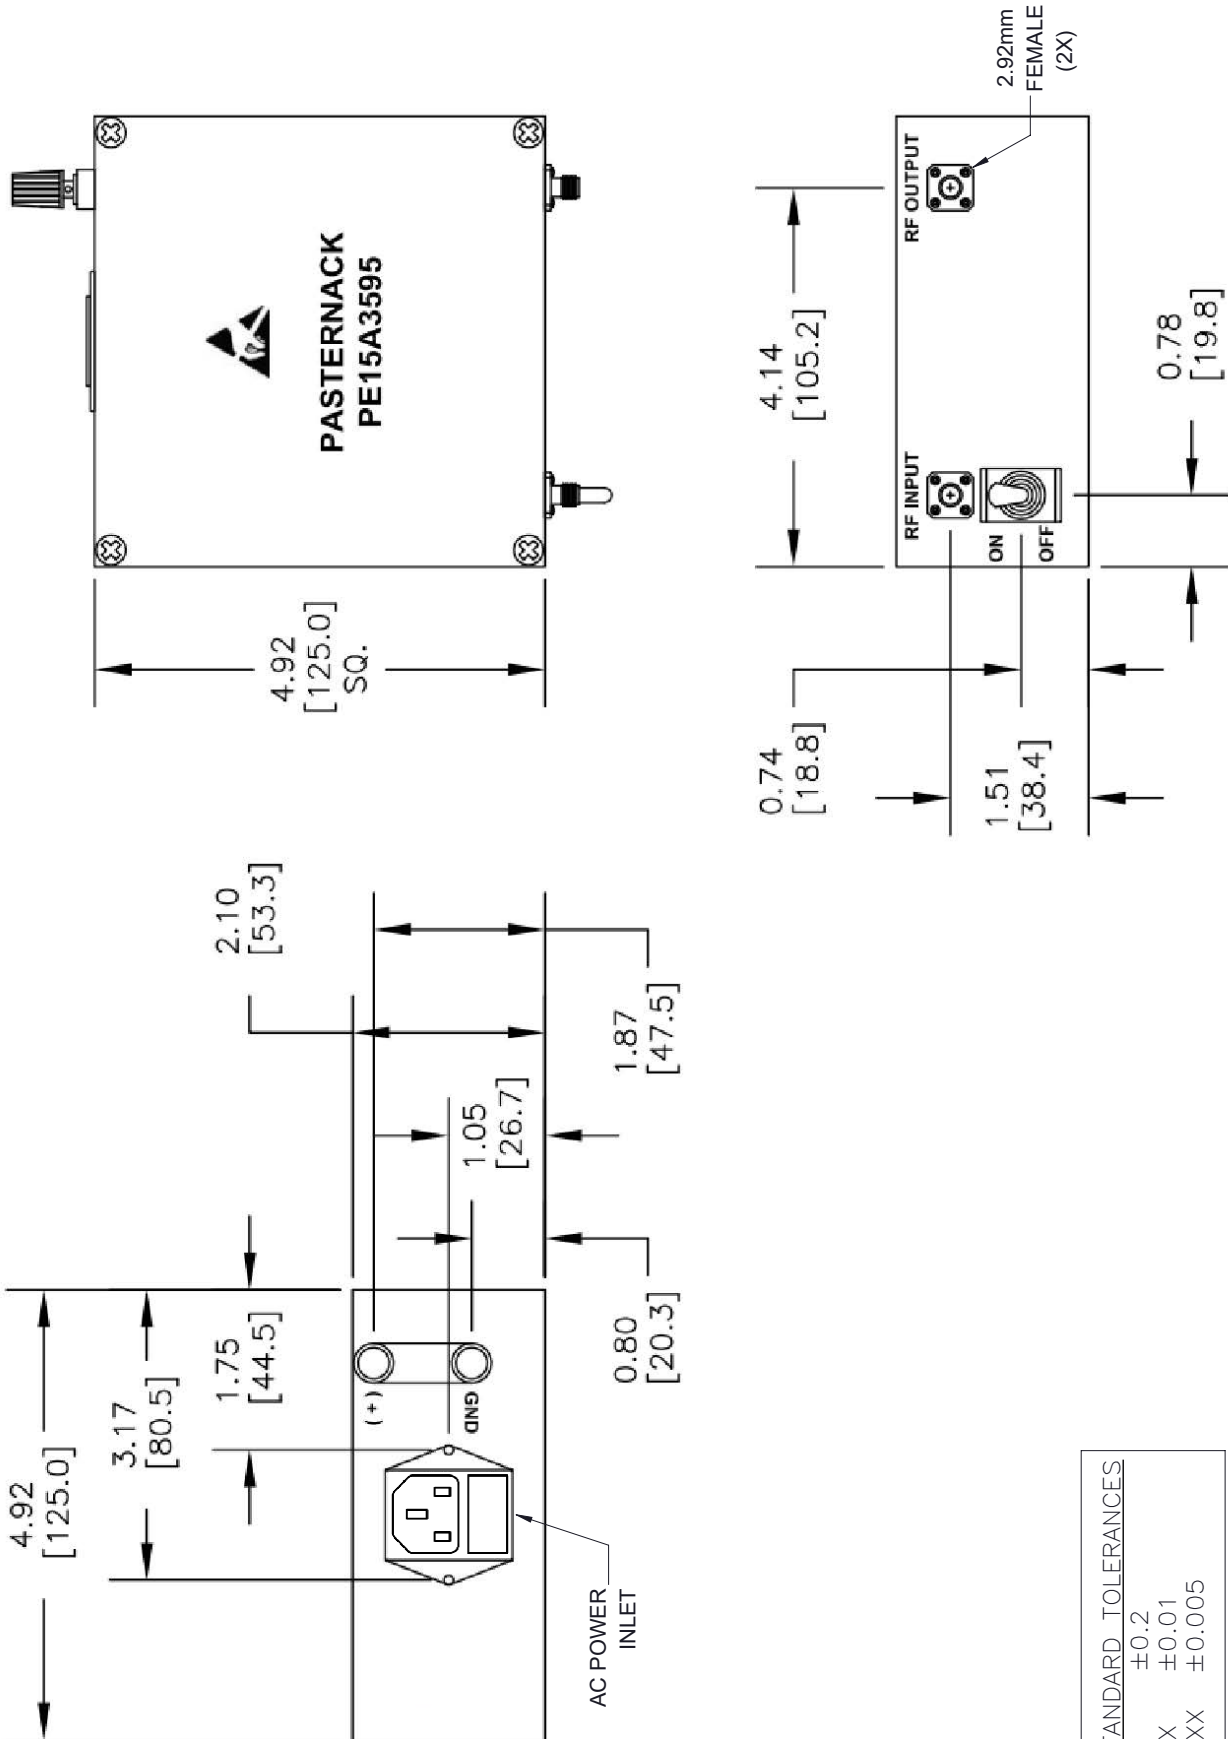 4.92
[125.0]
3.17
[80.5]
1.75
[44.5]
2.10
[53.3]
(+)
GND
AC POWER
INLET
0.80
[20.3]
1.05
[26.7]
1.87
[47.5]
4.92
[125.0]
SQ.
PASTERNACK
PE15A3595
0.74
[18.8]
1.51
[38.4]
4.14
[105.2]
RF INPUT
RF OUTPUT
ON
OFF
2.92mm
FEMALE
(2X)
0.78
[19.8]
TOLERANCES
±0.2
±0.01
±0.005